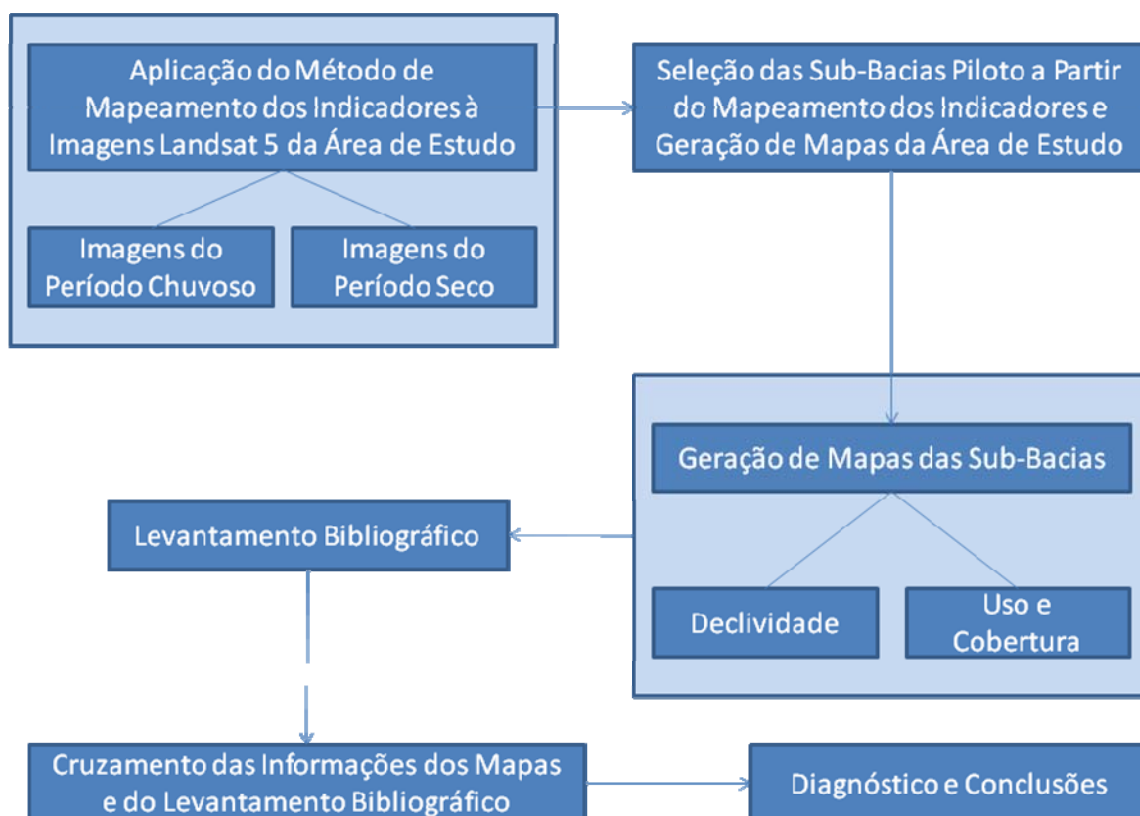 Aplicação do Método de
Mapeamento dos Indicadores à
Imagens Landsat 5 da Área de Estudo
Imagens do
Período Chuvoso
Imagens do
Período Seco
Seleção das Sub-Bacias Piloto a Partir
do Mapeamento dos Indicadores e
Geração de Mapas da Área de Estudo
Geração de Mapas das Sub-Bacias
Declividade
Uso e
Cobertura
Levantamento Bibliográfico
Cruzamento das Informações dos Mapas
e do Levantamento Bibliográfico
Diagnóstico e Conclusões